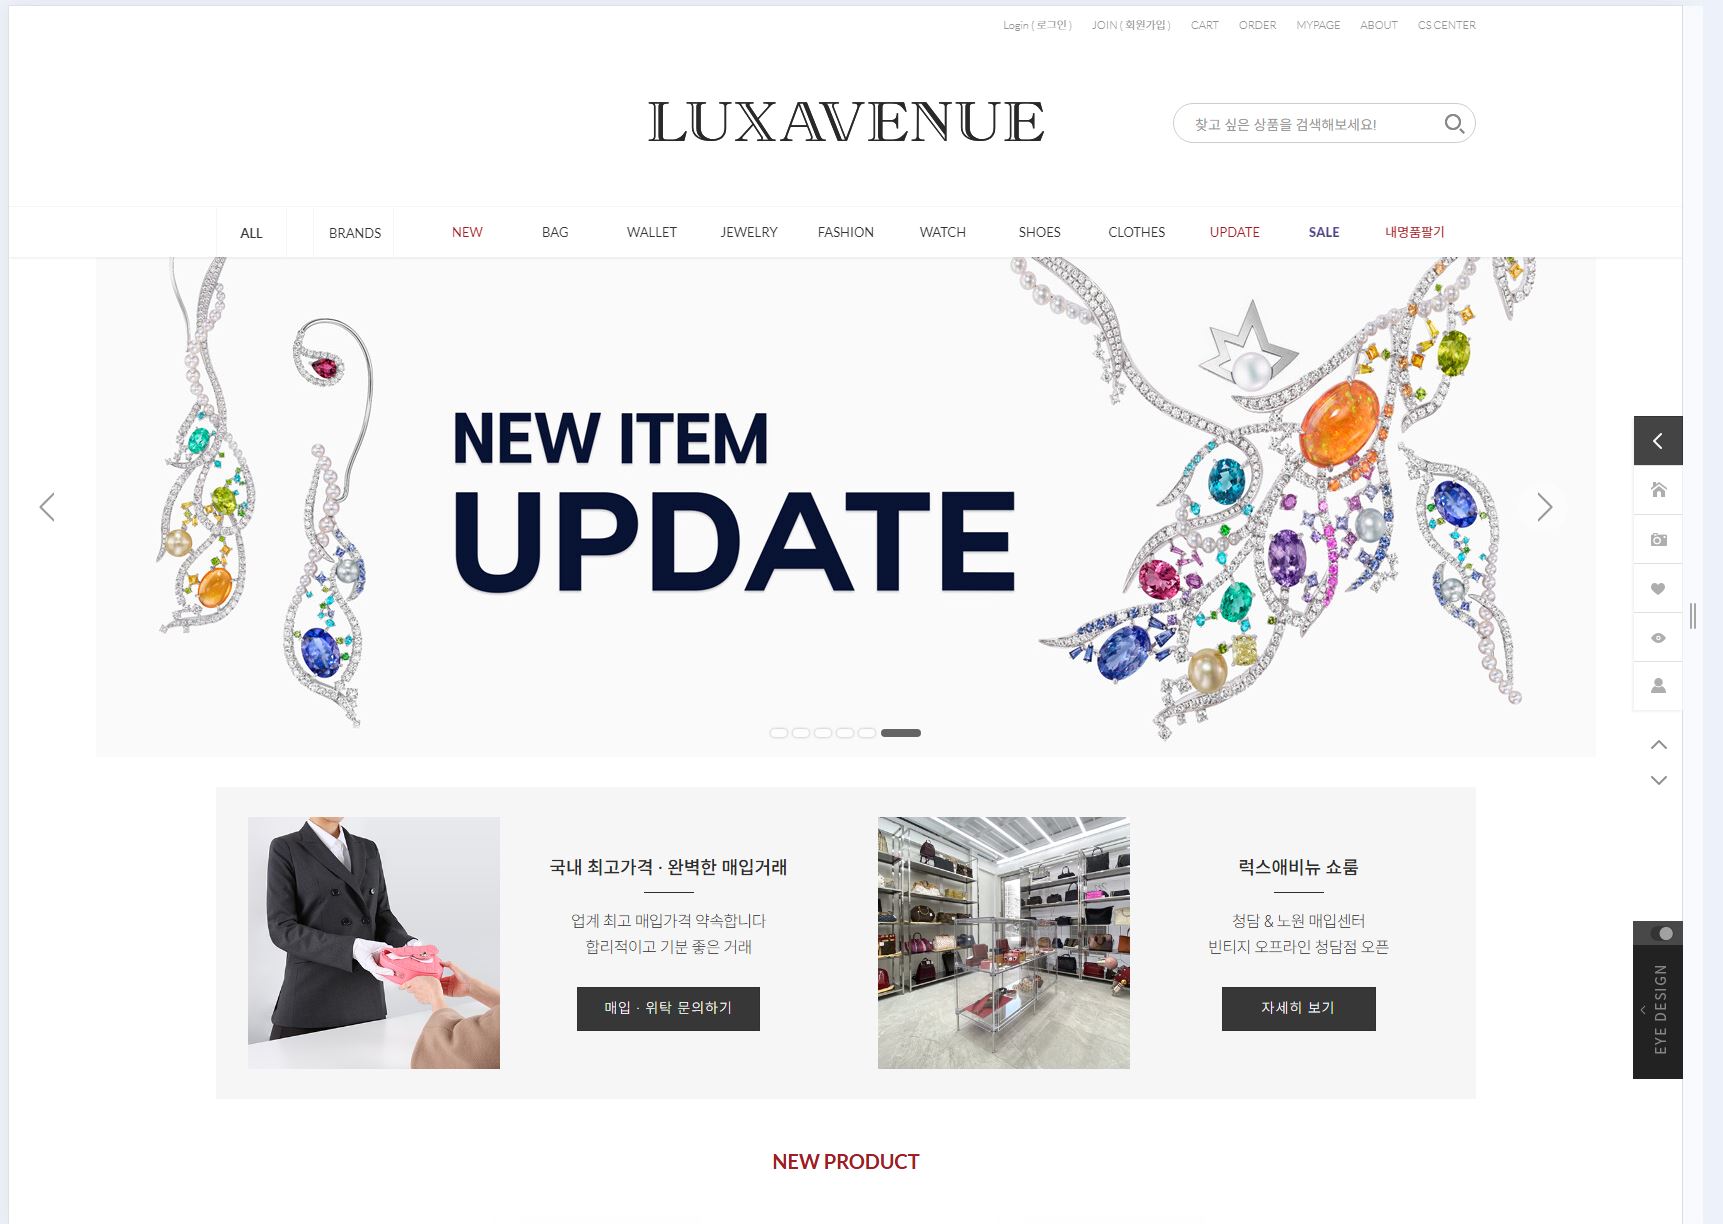 Login ( 로그인 ) JOIN ( 회원가입 ) CART ORDER MYPAGE ABOUT CS CENTER
LUXAVENUE
찾고 싶은 상품을 검색해보세요!
ALL BRANDS NEW BAG WALLET JEWELRY FASHION WATCH SHOES CLOTHES UPDATE SALE 내명품팔기
NEW ITEM
UPDATE
국내 최고가격 · 완벽한 매입거래
업계 최고 매입가격 약속합니다
합리적이고 기분 좋은 거래
매입 · 위탁 문의하기
럭스애비뉴 쇼룸
청담 & 노원 매입센터
빈티지 오프라인 청담점 오픈
자세히 보기
EYE DESIGN
NEW PRODUCT